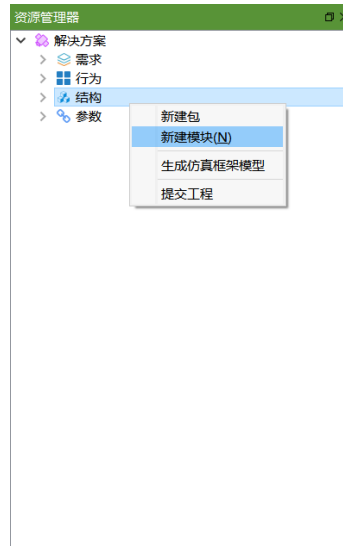 资源管理器
解决方案
需求
行为
结构
参数
新建包
新建模块(N)
生成仿真框架模型
提交工程